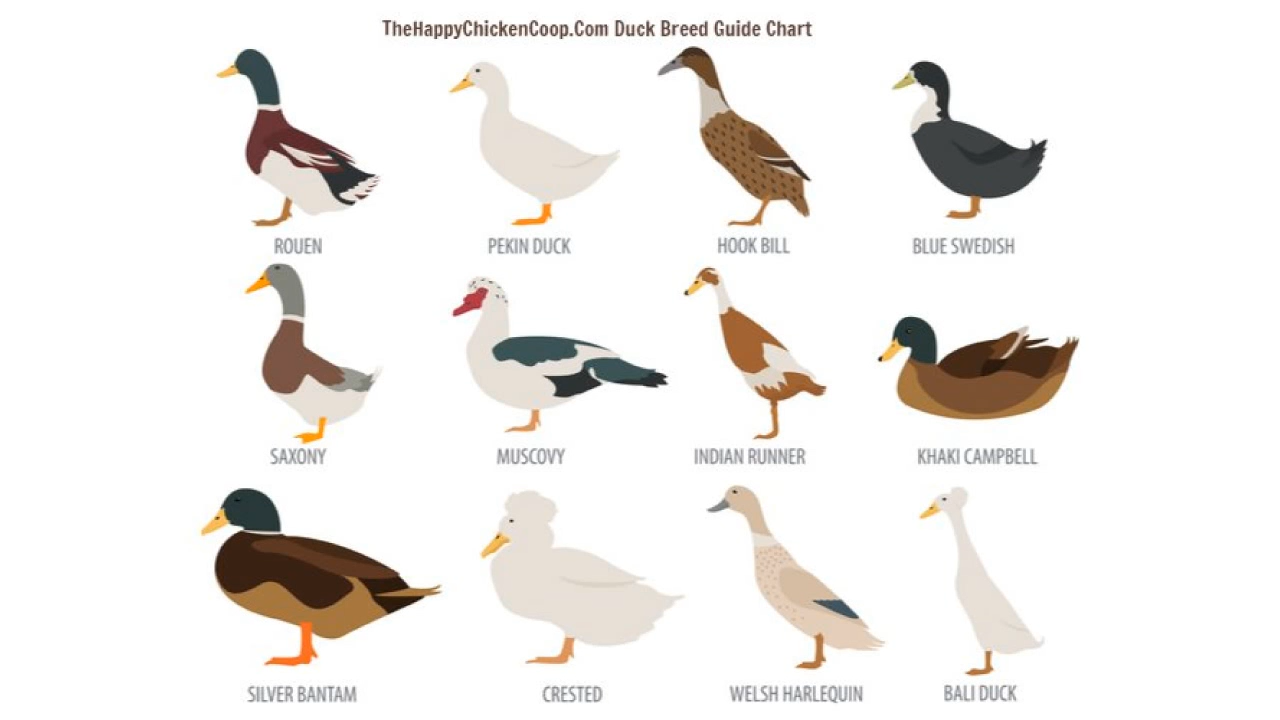 TheHappyChickenCoop.Com Duck Breed Guide Chart
ROUEN
PEKIN DUCK
HOOK BILL
BLUE SWEDISH
SAXONY
MUSCOVY
INDIAN RUNNER
KHAKI CAMPBELL
SILVER BANTAM
CRESTED
WELSH HARLEQUIN
BALI DUCK